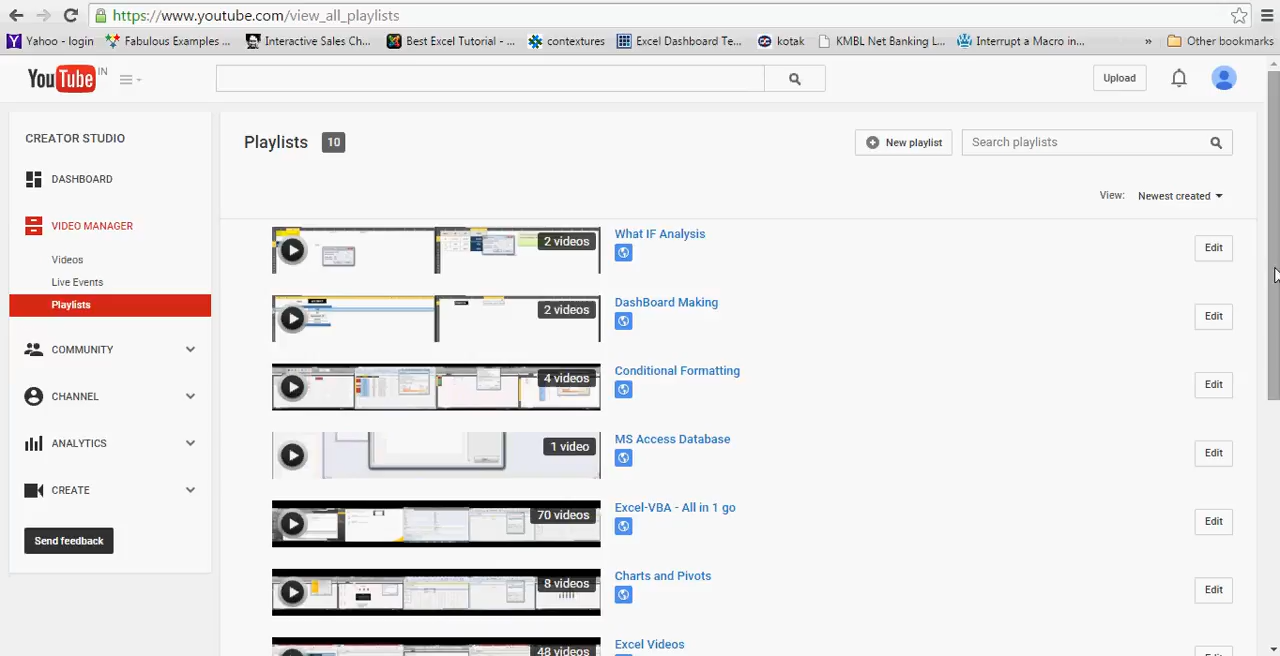 https://www.youtube.com/view_all_playlists
Yahoo - login
Fabulous Examples ...
Interactive Sales Ch...
Best Excel Tutorial - ...
contextures
Excel Dashboard Te...
kotak
KMBL Net Banking L...
Interrupt a Macro in...
»
Other bookmarks
YouTube IN
Upload
CREATOR STUDIO
DASHBOARD
VIDEO MANAGER
Videos
Live Events
Playlists
COMMUNITY
CHANNEL
ANALYTICS
CREATE
Send feedback
Playlists 10
New playlist
Search playlists
View: Newest created
2 videos
What IF Analysis
Edit
2 videos
DashBoard Making
Edit
4 videos
Conditional Formatting
Edit
1 video
MS Access Database
Edit
70 videos
Excel-VBA - All in 1 go
Edit
8 videos
Charts and Pivots
Edit
48 videos
Excel Videos
Edit